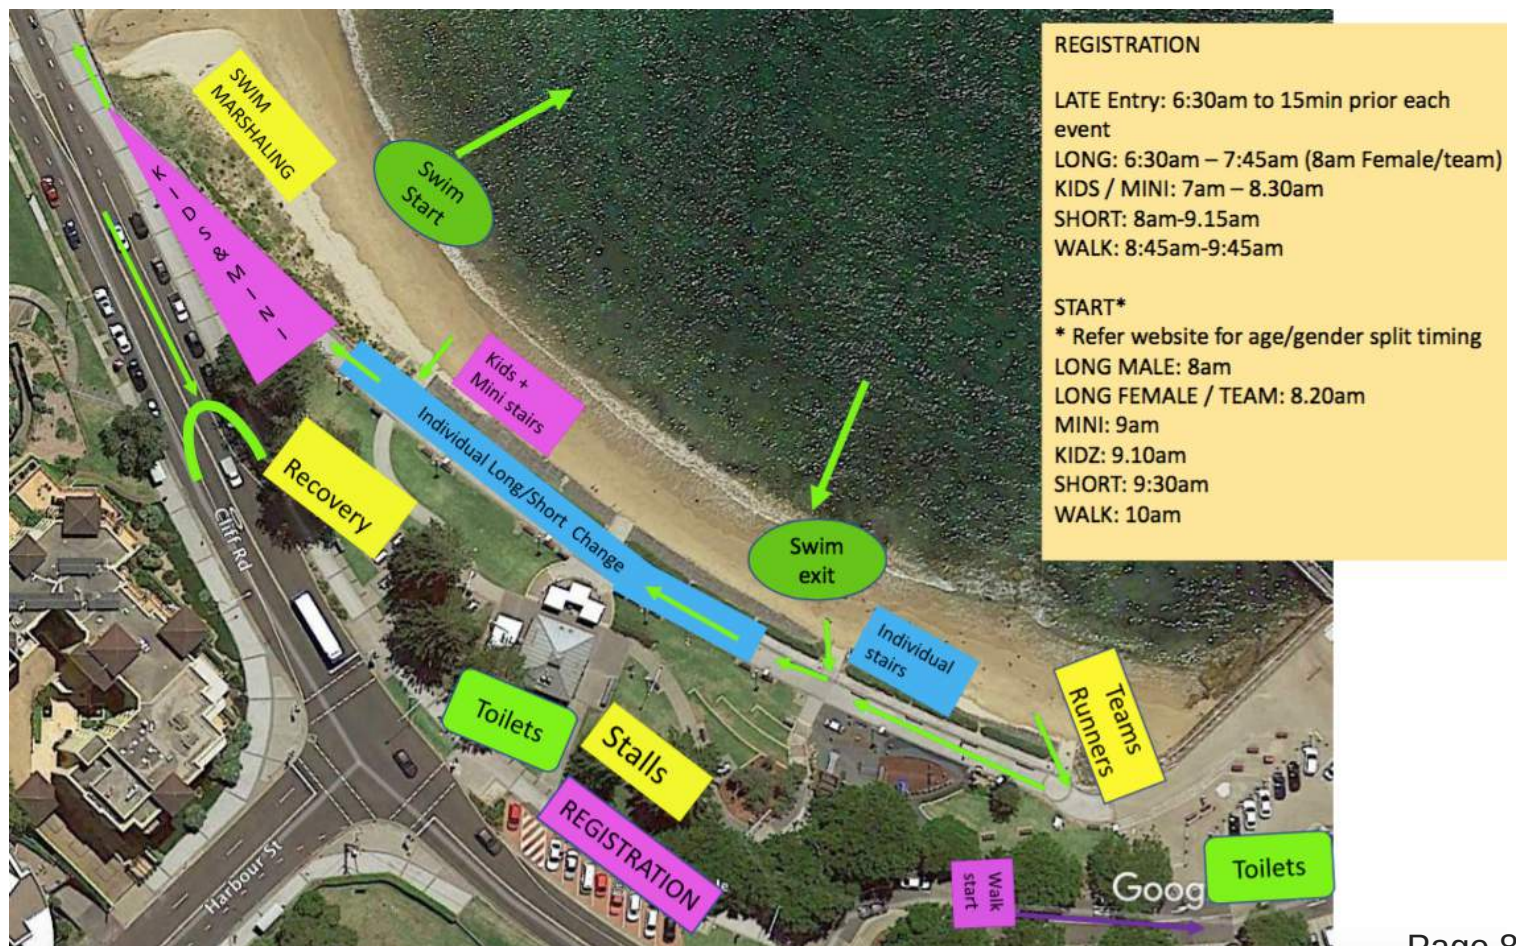 REGISTRATION
LATE Entry: 6:30am to 15min prior each
event
LONG: 6:30am – 7:45am (8am Female/team)
KIDS / MINI: 7am – 8.30am
SHORT: 8am-9.15am
WALK: 8:45am-9:45am
START*
* Refer website for age/gender split timing
LONG MALE: 8am
LONG FEMALE / TEAM: 8.20am
MINI: 9am
KIDZ: 9.10am
SHORT: 9:30am
WALK: 10am
SWIM
MARSHALING
Swim
Start
KIDS & MINI
Kids +
Mini stairs
Individual Long/Short Change
Recovery
Cliff Rd
Swim
exit
Individual
stairs
Teams
Runners
Toilets
Stalls
REGISTRATION
Harbour St
Walk
start
Goog
Toilets
Page 8